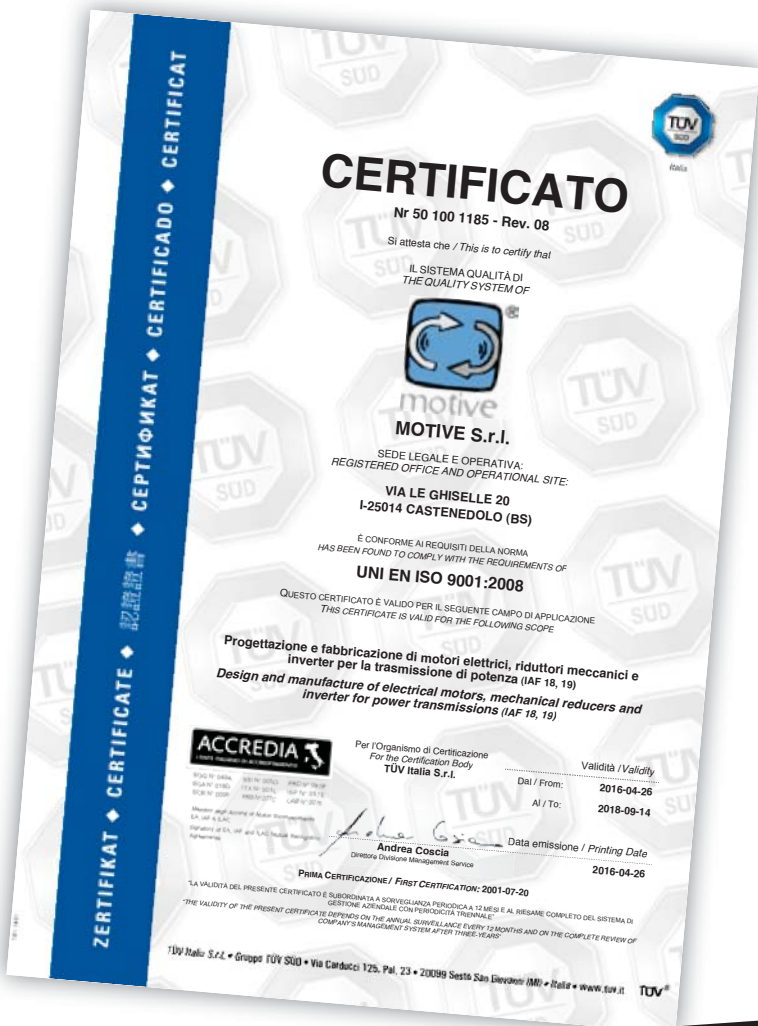 TÜV
SÜD
Italia
CERTIFICATO
Nr 50 100 1185 - Rev. 08
Si attesta che / This is to certify that
IL SISTEMA QUALITÀ DI
THE QUALITY SYSTEM OF
®
motive
MOTIVE S.r.l.
SEDE LEGALE E OPERATIVA:
REGISTERED OFFICE AND OPERATIONAL SITE:
VIA LE GHISELLE 20
I-25014 CASTENEDOLO (BS)
È CONFORME AI REQUISITI DELLA NORMA
HAS BEEN FOUND TO COMPLY WITH THE REQUIREMENTS OF
UNI EN ISO 9001:2008
QUESTO CERTIFICATO È VALIDO PER IL SEGUENTE CAMPO DI APPLICAZIONE
THIS CERTIFICATE IS VALID FOR THE FOLLOWING SCOPE
Progettazione e fabbricazione di motori elettrici, riduttori meccanici e
inverter per la trasmissione di potenza (IAF 18, 19)
Design and manufacture of electrical motors, mechanical reducers and
inverter for power transmissions (IAF 18, 19)
ACCREDIA
Per l'Organismo di Certificazione
For the Certification Body
TÜV Italia S.r.l.
Validità / Validity
Dal / From: 2016-04-26
Al / To: 2018-09-14
Andrea Coscia
Direttore Divisione Management Service
Data emissione / Printing Date
2016-04-26
PRIMA CERTIFICAZIONE / FIRST CERTIFICATION: 2001-07-20
"LA VALIDITÀ DEL PRESENTE CERTIFICATO È SUBORDINATA A SORVEGLIANZA PERIODICA A 12 MESI E AL RIESAME COMPLETO DEL SISTEMA DI
GESTIONE AZIENDALE CON PERIODICITÀ TRIENNALE"
"THE VALIDITY OF THE PRESENT CERTIFICATE DEPENDS ON THE ANNUAL SURVEILLANCE EVERY 12 MONTHS AND ON THE COMPLETE REVIEW OF
COMPANY'S MANAGEMENT SYSTEM AFTER THREE-YEARS"
TÜV Italia S.r.l. • Gruppo TÜV SÜD • Via Carducci 125, Pal. 23 • 20099 Sesto San Giovanni (MI) • Italia • www.tuv.it TÜV®
ZERTIFIKAT ◆ CERTIFICATE ◆ 認證證書 ◆ СЕРТИФИКАТ ◆ CERTIFICADO ◆ CERTIFICAT